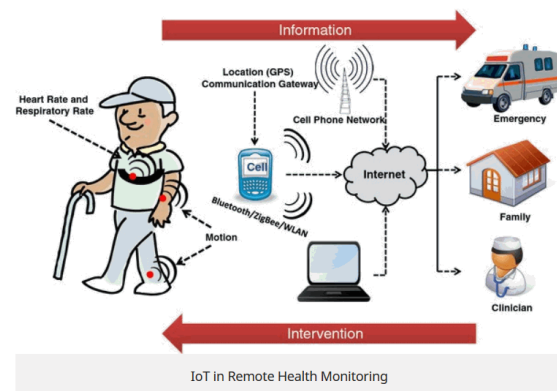 Information
Location (GPS)
Communication Gateway
Heart Rate and
Respiratory Rate
Cell Phone Network
Emergency
Cell
Internet
Bluetooth/ZigBee/WLAN
Motion
Family
Clinician
Intervention
IoT in Remote Health Monitoring